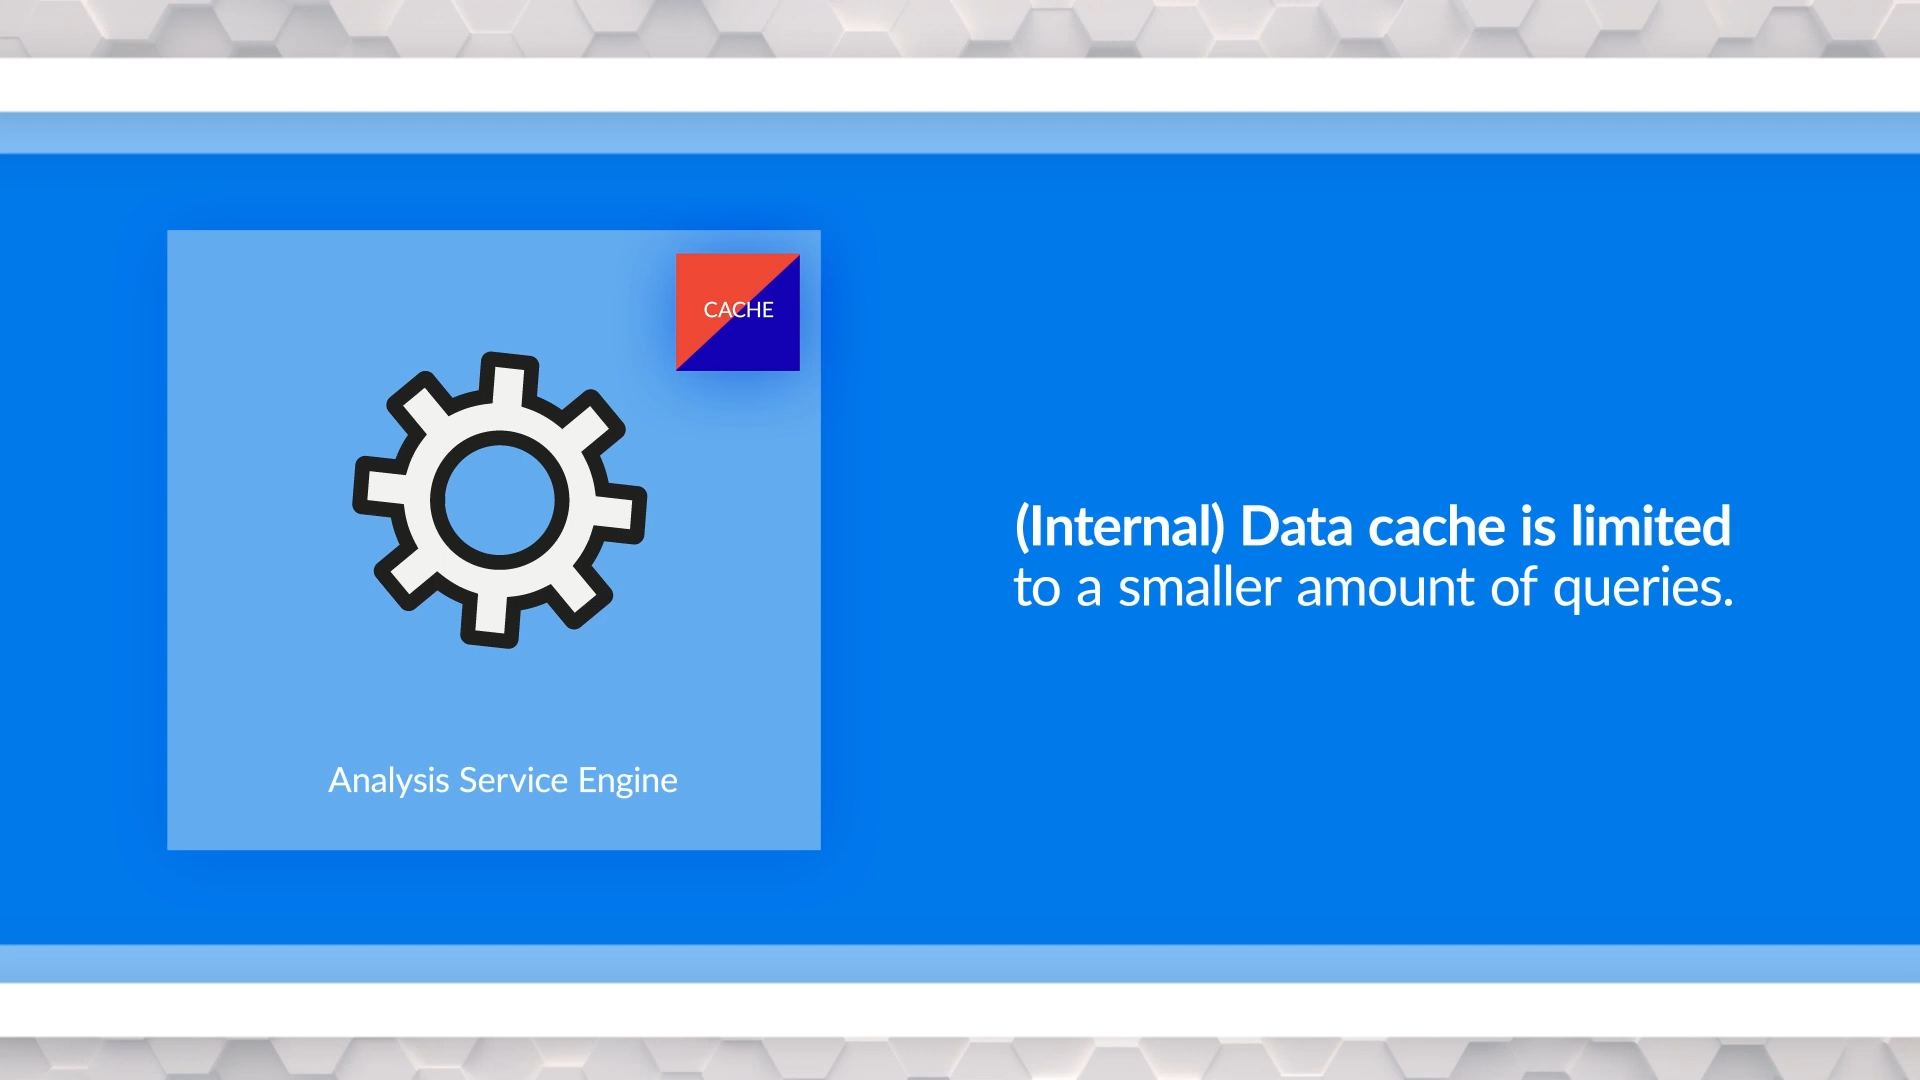 CACHE
Analysis Service Engine
(Internal) Data cache is limited
to a smaller amount of queries.